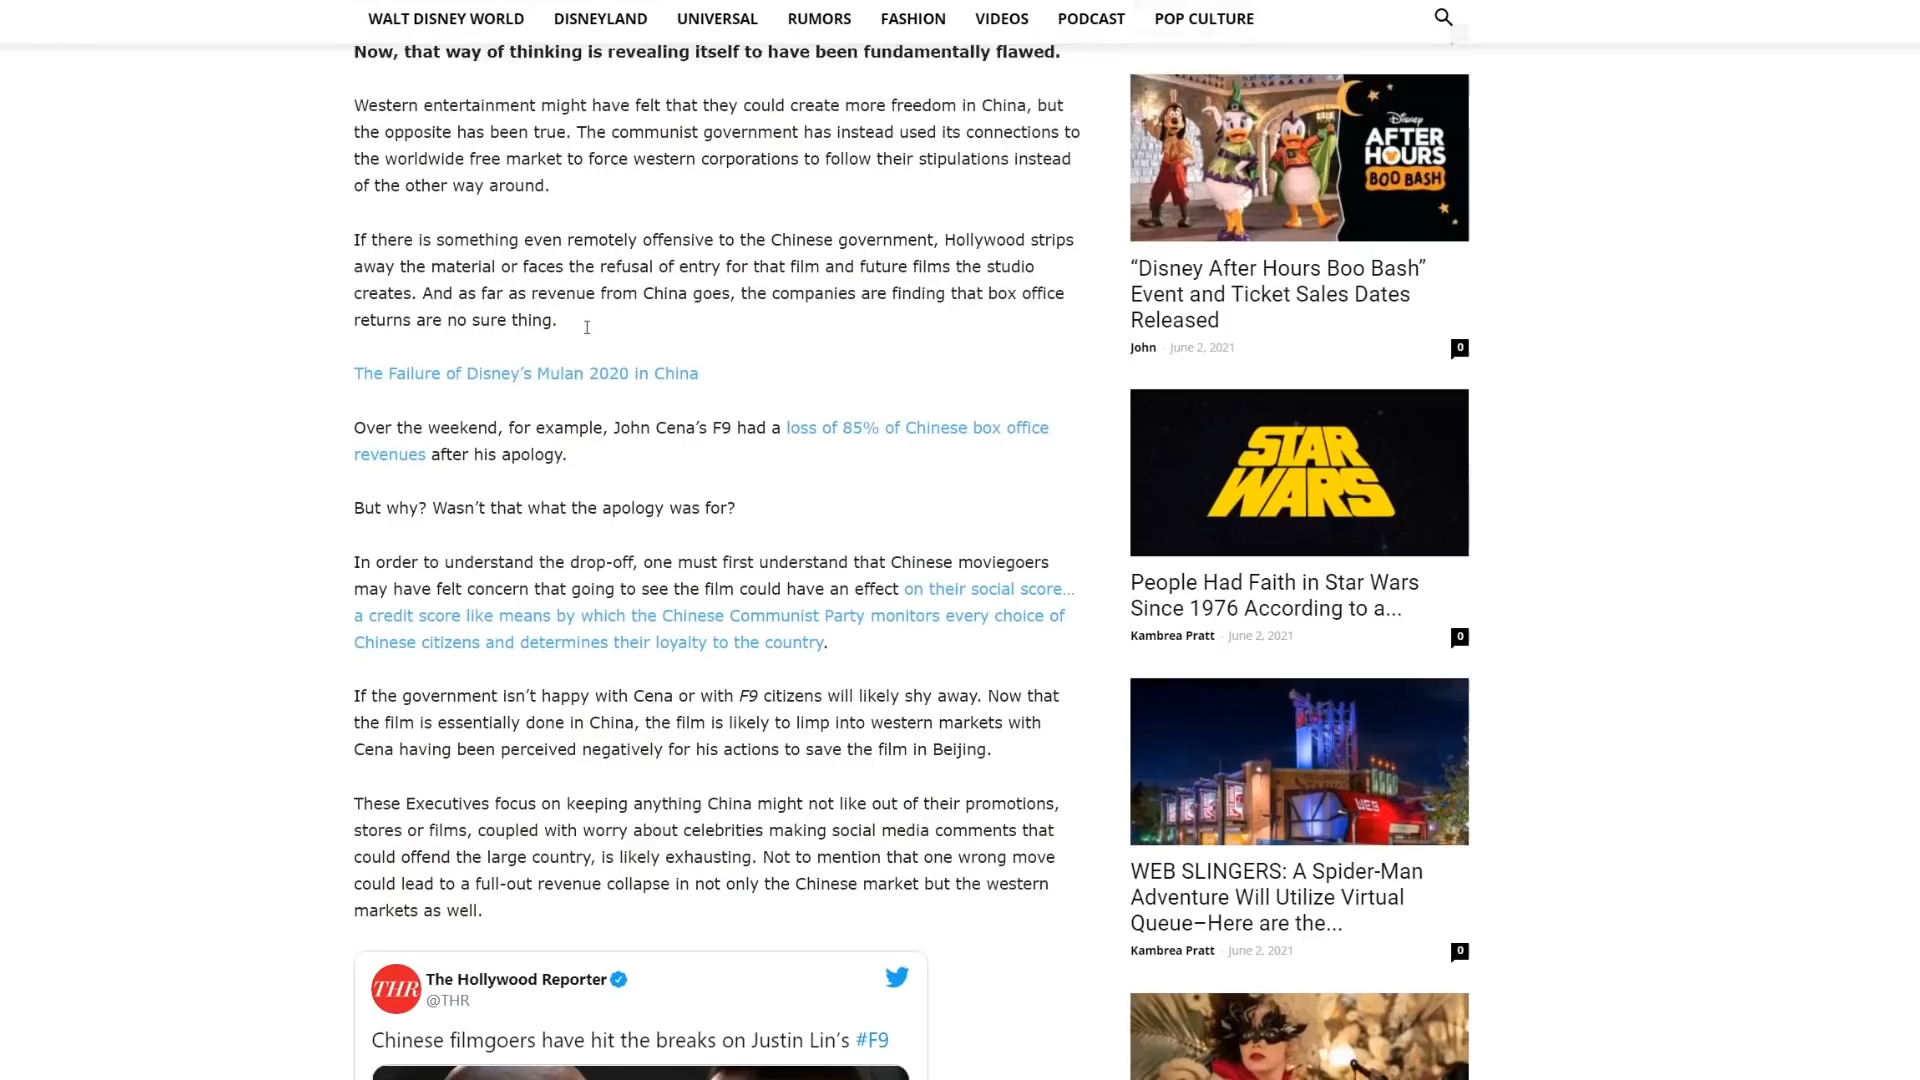 WALT DISNEY WORLD DISNEYLAND UNIVERSAL RUMORS FASHION VIDEOS PODCAST POP CULTURE
Now, that way of thinking is revealing itself to have been fundamentally flawed.
Western entertainment might have felt that they could create more freedom in China, but
the opposite has been true. The communist government has instead used its connections to
the worldwide free market to force western corporations to follow their stipulations instead
of the other way around.
If there is something even remotely offensive to the Chinese government, Hollywood strips
away the material or faces the refusal of entry for that film and future films the studio
creates. And as far as revenue from China goes, the companies are finding that box office
returns are no sure thing.
The Failure of Disney’s Mulan 2020 in China
Over the weekend, for example, John Cena’s F9 had a loss of 85% of Chinese box office
revenues after his apology.
But why? Wasn’t that what the apology was for?
In order to understand the drop-off, one must first understand that Chinese moviegoers
may have felt concern that going to see the film could have an effect on their social score…
a credit score like means by which the Chinese Communist Party monitors every choice of
Chinese citizens and determines their loyalty to the country.
If the government isn’t happy with Cena or with F9 citizens will likely shy away. Now that
the film is essentially done in China, the film is likely to limp into western markets with
Cena having been perceived negatively for his actions to save the film in Beijing.
These Executives focus on keeping anything China might not like out of their promotions,
stores or films, coupled with worry about celebrities making social media comments that
could offend the large country, is likely exhausting. Not to mention that one wrong move
could lead to a full-out revenue collapse in not only the Chinese market but the western
markets as well.
THR
The Hollywood Reporter
@THR
Chinese filmgoers have hit the breaks on Justin Lin’s #F9
Disney
AFTER
HOURS
BOO BASH
“Disney After Hours Boo Bash”
Event and Ticket Sales Dates
Released
John - June 2, 2021
0
STAR
WARS
People Had Faith in Star Wars
Since 1976 According to a...
Kambrea Pratt - June 2, 2021
0
WEB
WEB SLINGERS: A Spider-Man
Adventure Will Utilize Virtual
Queue–Here are the...
Kambrea Pratt - June 2, 2021
0